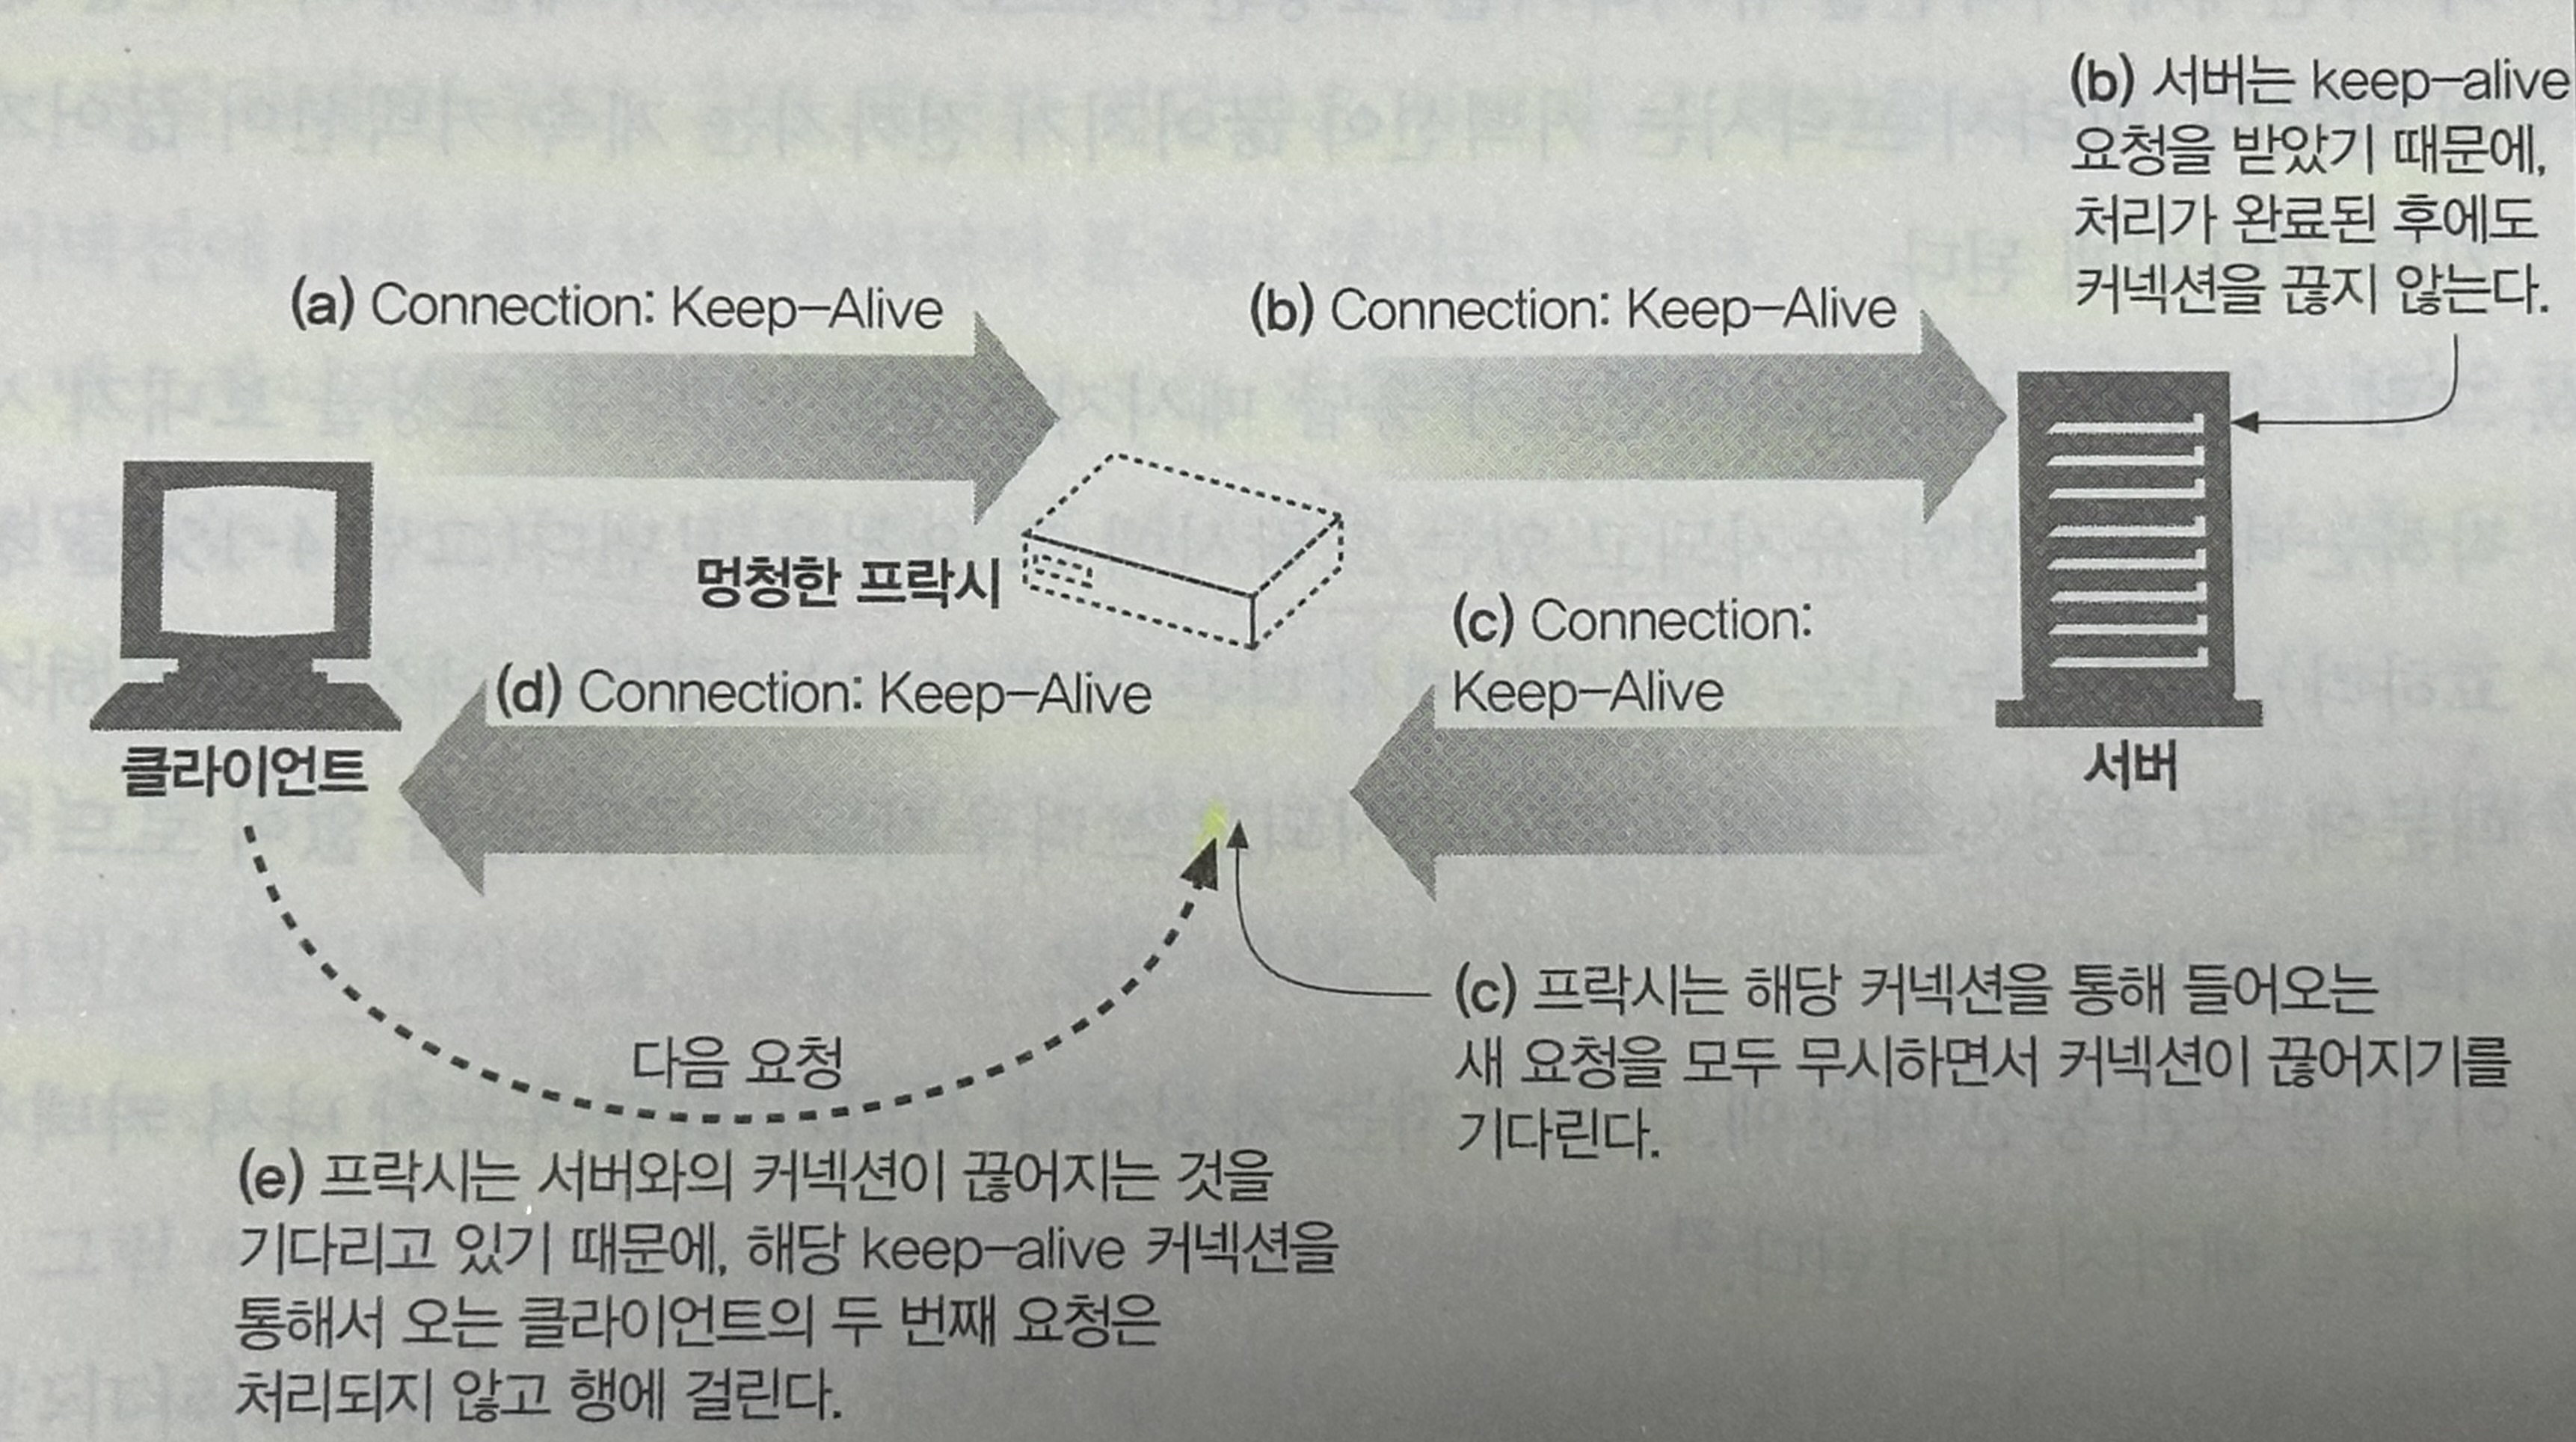 (b) 서버는 keep–alive
요청을 받았기 때문에,
처리가 완료된 후에도
커넥션을 끊지 않는다.
(a) Connection: Keep–Alive
(b) Connection: Keep–Alive
멍청한 프락시
(c) Connection:
Keep–Alive
(d) Connection: Keep–Alive
클라이언트
서버
다음 요청
(c) 프락시는 해당 커넥션을 통해 들어오는
새 요청을 모두 무시하면서 커넥션이 끊어지기를
기다린다.
(e) 프락시는 서버와의 커넥션이 끊어지는 것을
기다리고 있기 때문에, 해당 keep–alive 커넥션을
통해서 오는 클라이언트의 두 번째 요청은
처리되지 않고 행에 걸린다.